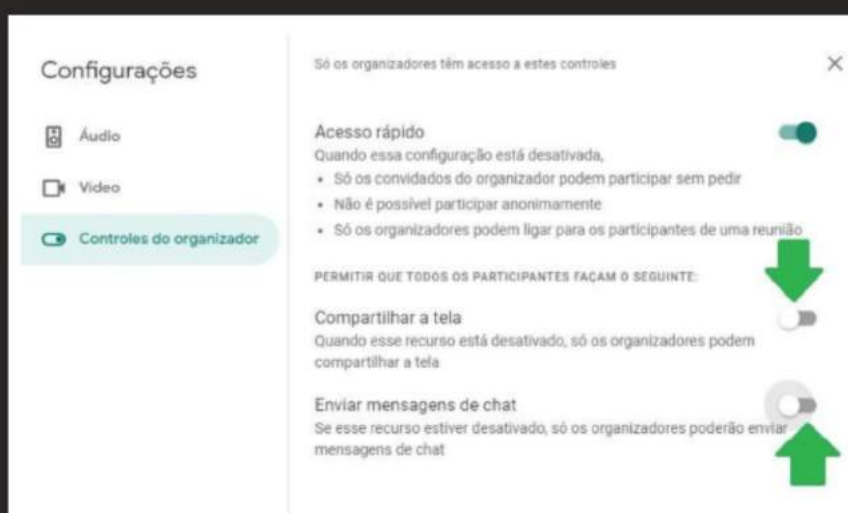 Configurações
Áudio
Vídeo
Controles do organizador
Só os organizadores têm acesso a estes controles
Acesso rápido
Quando essa configuração está desativada,
• Só os convidados do organizador podem participar sem pedir
• Não é possível participar anonimamente
• Só os organizadores podem ligar para os participantes de uma reunião
PERMITIR QUE TODOS OS PARTICIPANTES FAÇAM O SEGUINTE:
Compartilhar a tela
Quando esse recurso está desativado, só os organizadores podem
compartilhar a tela
Enviar mensagens de chat
Se esse recurso estiver desativado, só os organizadores poderão enviar
mensagens de chat